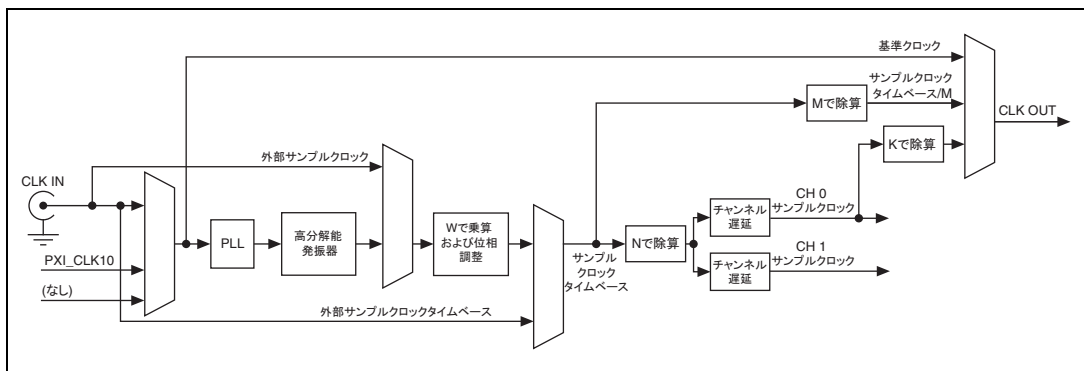 基準クロック
サンプルクロック
タイムベース/M
Mで除算
CLK OUT
Kで除算
外部サンプルクロック
CLK IN
CH 0
サンプルクロック
チャンネル
遅延
PLL
高分解能
発振器
Wで乗算
および位相
調整
Nで除算
サンプル
クロック
タイムベース
CH 1
サンプルクロック
チャンネル
遅延
PXI_CLK10
(なし)
外部サンプルクロックタイムベース